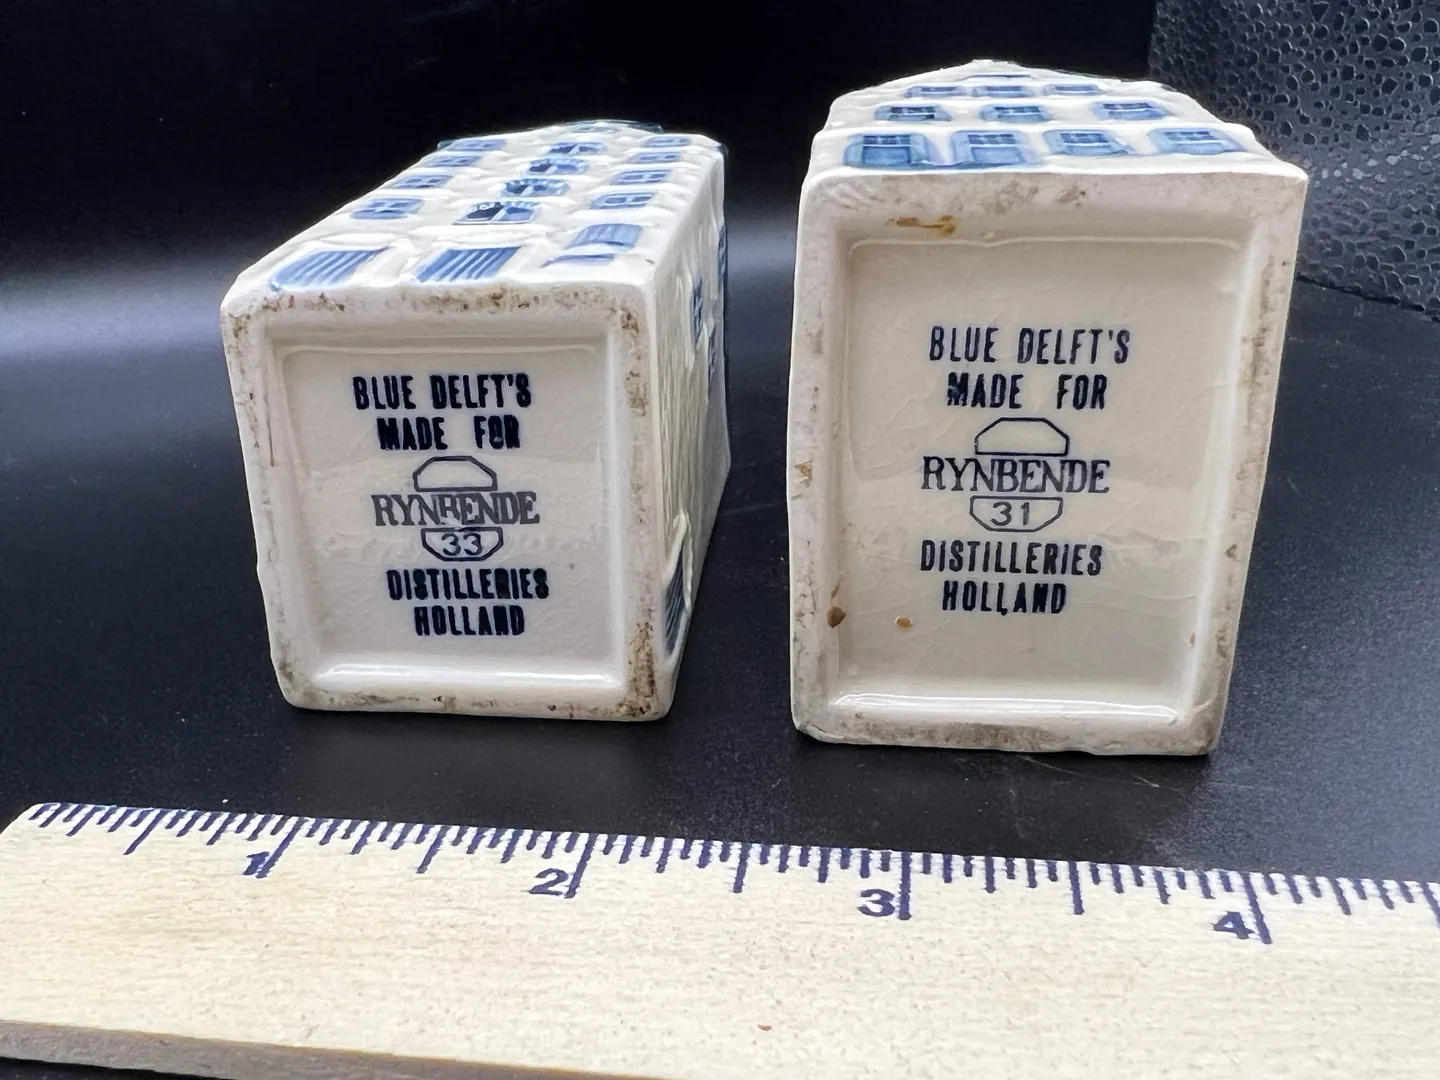 BLUE DELFT'S
MADE FOR
RYNBENDE
33
DISTILLERIES
HOLLAND
BLUE DELFT'S
MADE FOR
RYNBENDE
31
DISTILLERIES
HOLLAND
1 2 3 4